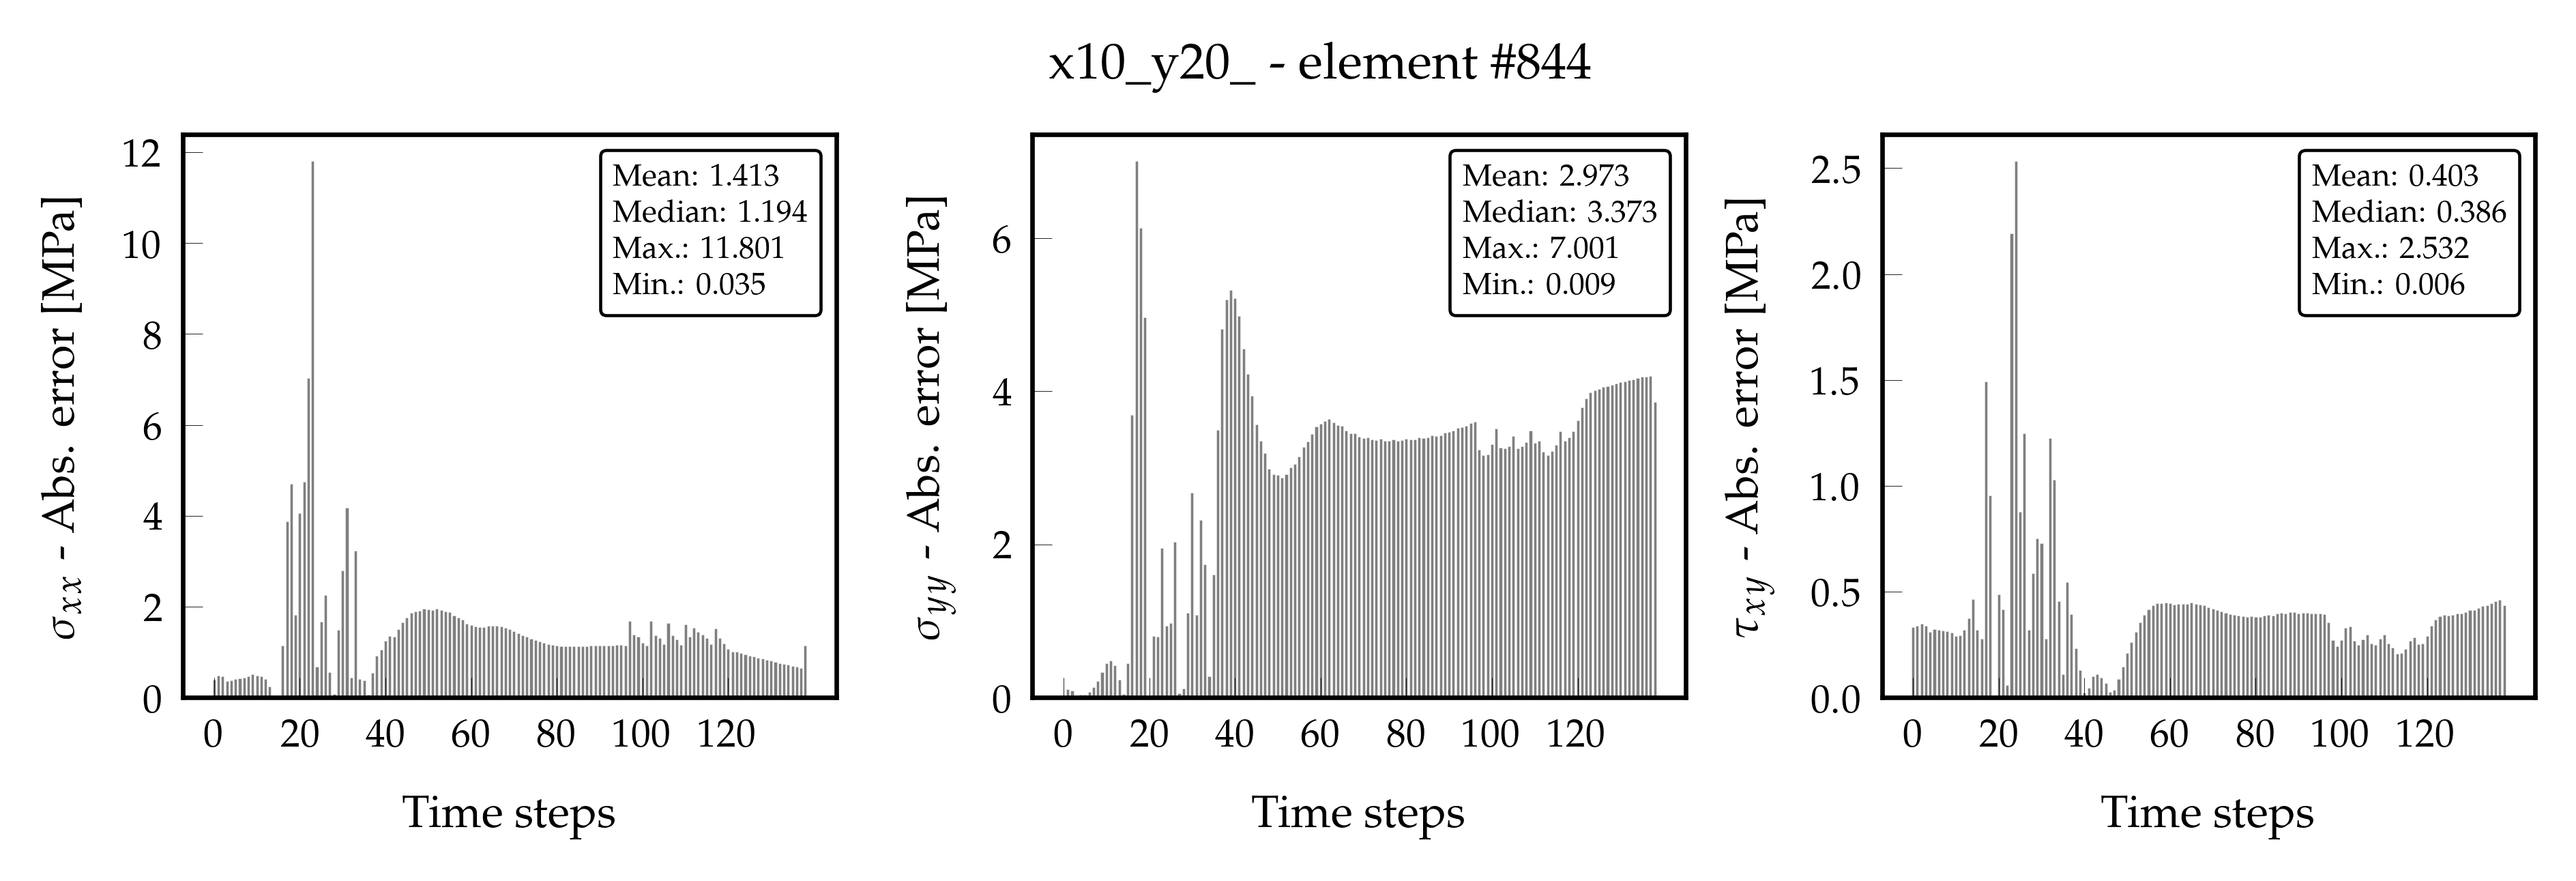 x10_y20_ - element #844
σxx - Abs. error [MPa]
12
10
8
6
4
2
0
Mean: 1.413
Median: 1.194
Max.: 11.801
Min.: 0.035
0 20 40 60 80 100 120
Time steps
σyy - Abs. error [MPa]
6
4
2
0
Mean: 2.973
Median: 3.373
Max.: 7.001
Min.: 0.009
0 20 40 60 80 100 120
Time steps
τxy - Abs. error [MPa]
2.5
2.0
1.5
1.0
0.5
0.0
Mean: 0.403
Median: 0.386
Max.: 2.532
Min.: 0.006
0 20 40 60 80 100 120
Time steps